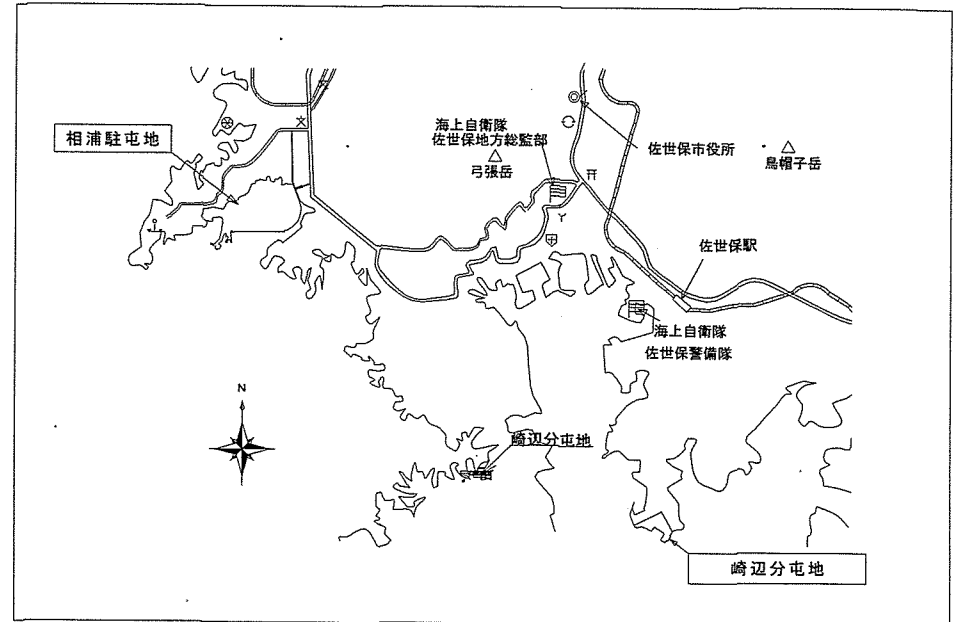 海上自衛隊
佐世保地方総監部
弓張岳
佐世保市役所
烏帽子岳
相浦駐屯地
佐世保駅
海上自衛隊
佐世保警備隊
N
崎辺分屯地
崎辺分屯地